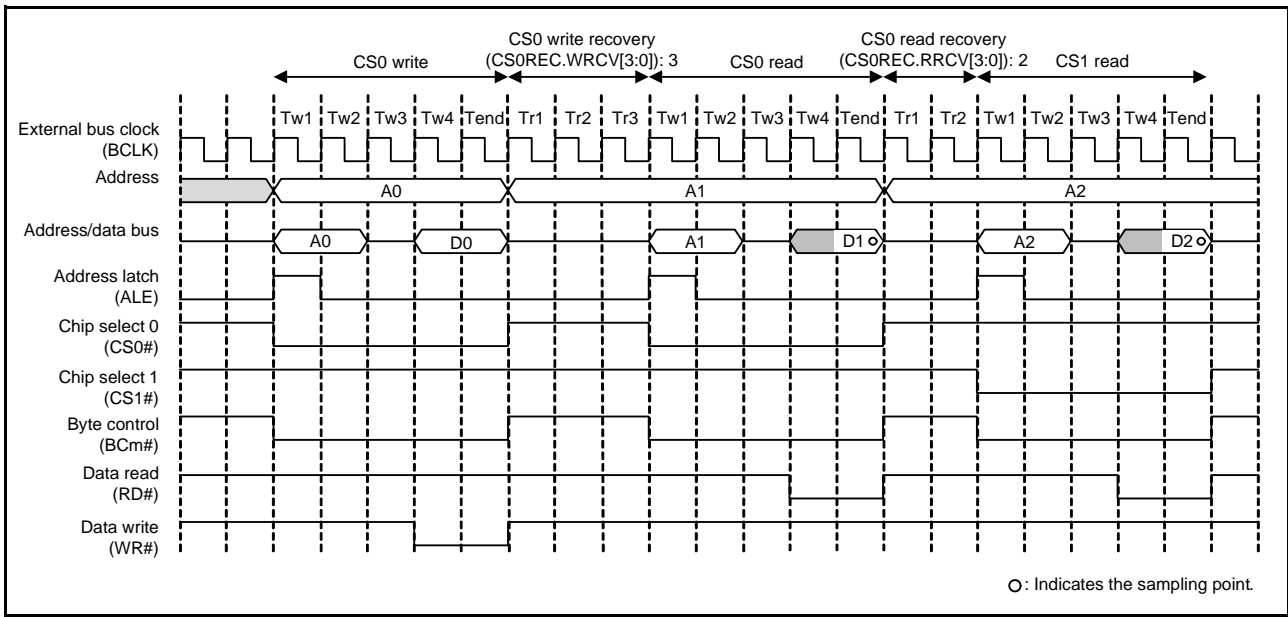 CS0 write
CS0 write recovery
(CS0REC.WRCV[3:0]): 3
CS0 read
CS0 read recovery
(CS0REC.RRCV[3:0]): 2
CS1 read
Tw1 Tw2 Tw3 Tw4 Tend Tr1 Tr2 Tr3 Tw1 Tw2 Tw3 Tw4 Tend Tr1 Tr2 Tw1 Tw2 Tw3 Tw4 Tend
External bus clock
(BCLK)
Address
A0 A1 A2
Address/data bus
A0 D0 A1 D1 A2 D2
Address latch
(ALE)
Chip select 0
(CS0#)
Chip select 1
(CS1#)
Byte control
(BCm#)
Data read
(RD#)
Data write
(WR#)
: Indicates the sampling point.